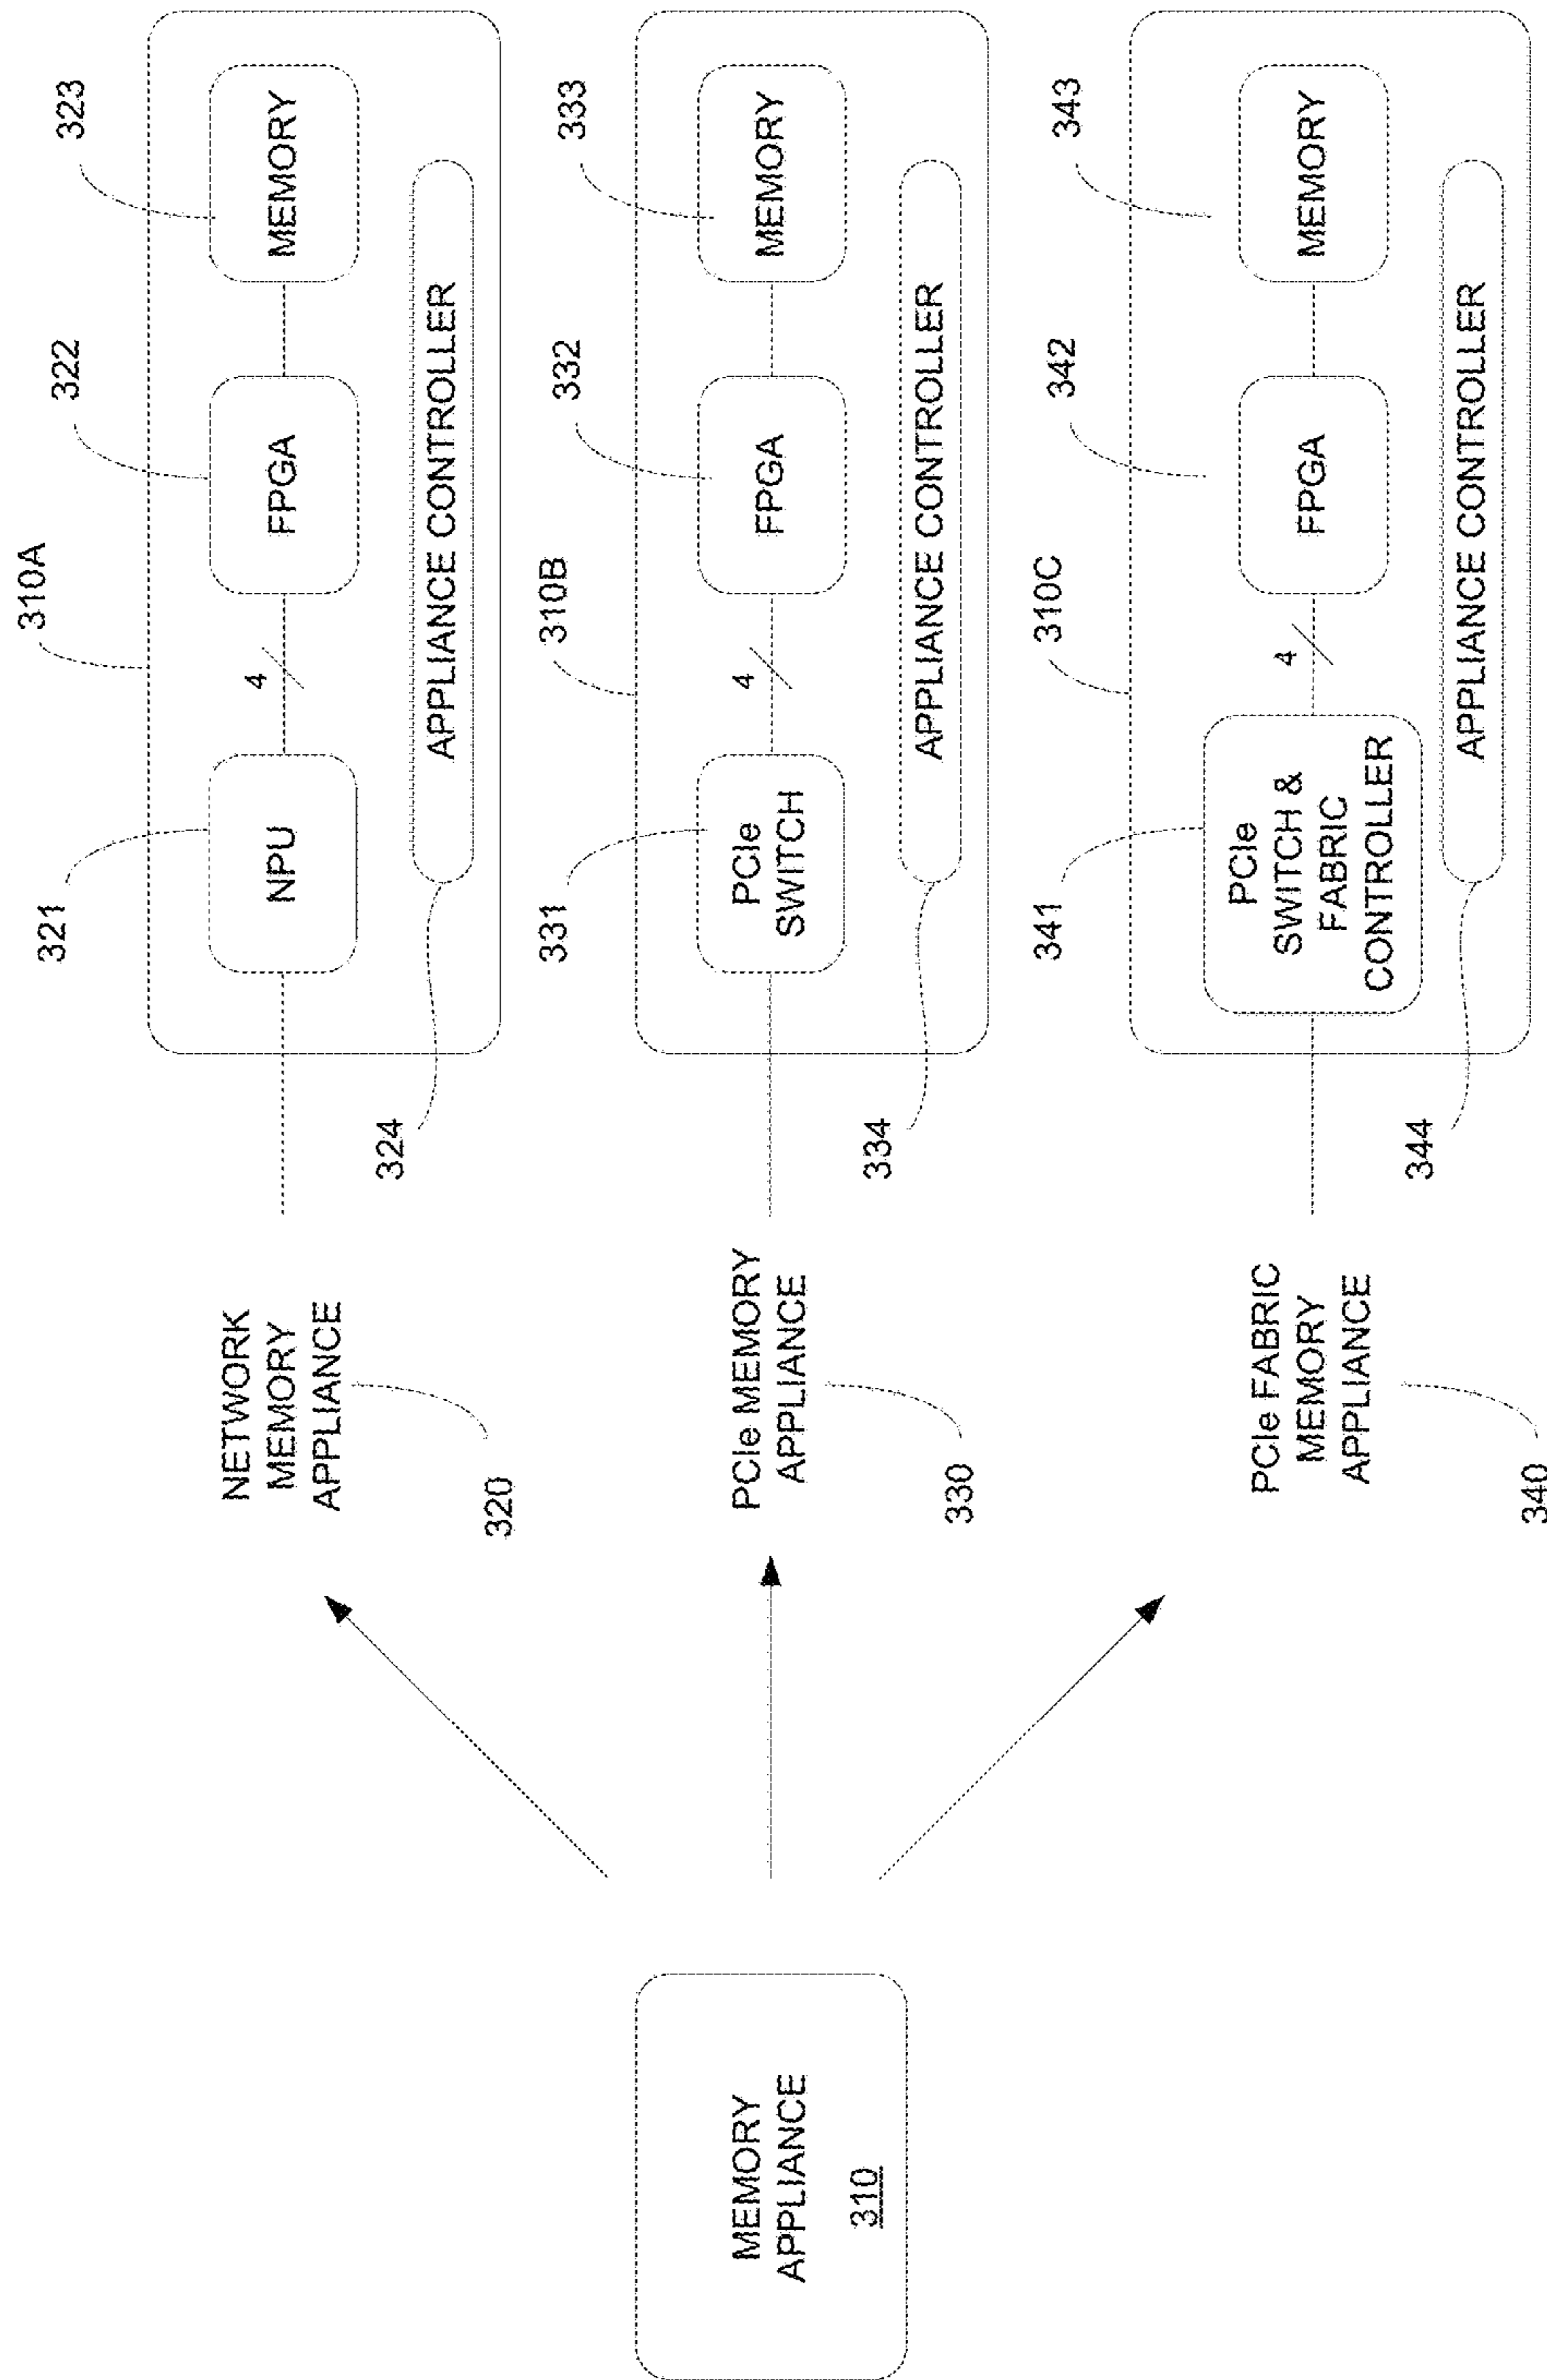 MEMORY
APPLIANCE
310
NETWORK
MEMORY
APPLIANCE
320
310A
321
NPU
4
322
FPGA
323
MEMORY
324
APPLIANCE CONTROLLER
PCIe MEMORY
APPLIANCE
330
310B
331
PCIe
SWITCH
4
332
FPGA
333
MEMORY
334
APPLIANCE CONTROLLER
PCIe FABRIC
MEMORY
APPLIANCE
340
310C
341
PCIe
SWITCH &
FABRIC
CONTROLLER
4
342
FPGA
343
MEMORY
344
APPLIANCE CONTROLLER